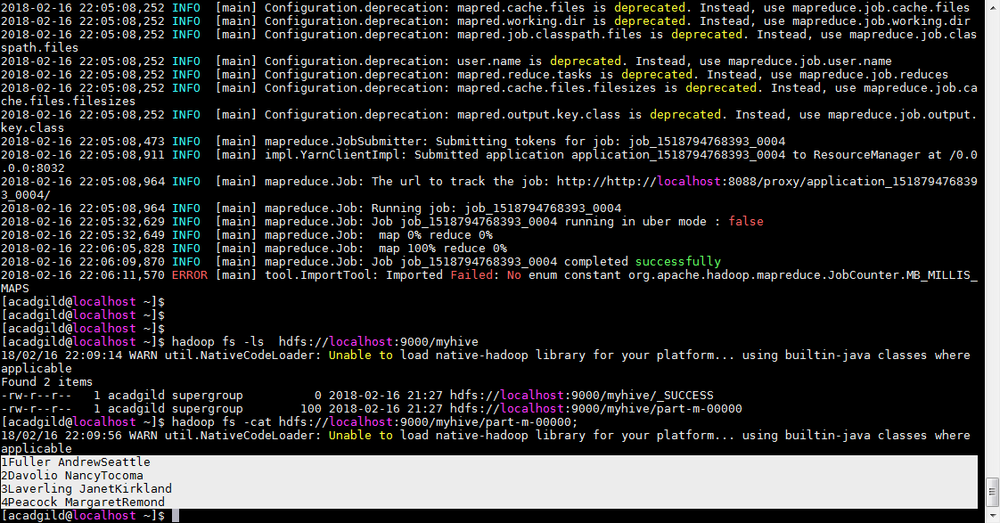 2018-02-16 22:05:08,252 INFO  [main] Configuration.deprecation: mapred.cache.files is deprecated. Instead, use mapreduce.job.cache.files
2018-02-16 22:05:08,252 INFO  [main] Configuration.deprecation: mapred.working.dir is deprecated. Instead, use mapreduce.job.working.dir
2018-02-16 22:05:08,252 INFO  [main] Configuration.deprecation: mapred.job.classpath.files is deprecated. Instead, use mapreduce.job.clas
spath.files
2018-02-16 22:05:08,252 INFO  [main] Configuration.deprecation: user.name is deprecated. Instead, use mapreduce.job.user.name
2018-02-16 22:05:08,252 INFO  [main] Configuration.deprecation: mapred.reduce.tasks is deprecated. Instead, use mapreduce.job.reduces
2018-02-16 22:05:08,252 INFO  [main] Configuration.deprecation: mapred.cache.files.filesizes is deprecated. Instead, use mapreduce.job.ca
che.files.filesizes
2018-02-16 22:05:08,252 INFO  [main] Configuration.deprecation: mapred.output.key.class is deprecated. Instead, use mapreduce.job.output.
key.class
2018-02-16 22:05:08,473 INFO  [main] mapreduce.JobSubmitter: Submitting tokens for job: job_1518794768393_0004
2018-02-16 22:05:08,911 INFO  [main] impl.YarnClientImpl: Submitted application application_1518794768393_0004 to ResourceManager at /0.0
.0.0:8032
2018-02-16 22:05:08,964 INFO  [main] mapreduce.Job: The url to track the job: http://http://localhost:8088/proxy/application_151879476839
3_0004/
2018-02-16 22:05:08,964 INFO  [main] mapreduce.Job: Running job: job_1518794768393_0004
2018-02-16 22:05:32,629 INFO  [main] mapreduce.Job: Job job_1518794768393_0004 running in uber mode : false
2018-02-16 22:05:32,649 INFO  [main] mapreduce.Job:  map 0% reduce 0%
2018-02-16 22:06:05,828 INFO  [main] mapreduce.Job:  map 100% reduce 0%
2018-02-16 22:06:09,870 INFO  [main] mapreduce.Job: Job job_1518794768393_0004 completed successfully
2018-02-16 22:06:11,570 ERROR [main] tool.ImportTool: Imported Failed: No enum constant org.apache.hadoop.mapreduce.JobCounter.MB_MILLIS_
MAPS
[acadgild@localhost ~]$
[acadgild@localhost ~]$
[acadgild@localhost ~]$
[acadgild@localhost ~]$ hadoop fs -ls  hdfs://localhost:9000/myhive
18/02/16 22:09:14 WARN util.NativeCodeLoader: Unable to load native-hadoop library for your platform... using builtin-java classes where
applicable
Found 2 items
-rw-r--r--   1 acadgild supergroup          0 2018-02-16 21:27 hdfs://localhost:9000/myhive/_SUCCESS
-rw-r--r--   1 acadgild supergroup        100 2018-02-16 21:27 hdfs://localhost:9000/myhive/part-m-00000
[acadgild@localhost ~]$ hadoop fs -cat hdfs://localhost:9000/myhive/part-m-00000;
18/02/16 22:09:56 WARN util.NativeCodeLoader: Unable to load native-hadoop library for your platform... using builtin-java classes where
applicable
1Fuller AndrewSeattle
2Davolio NancyTocoma
3Laverling JanetKirkland
4Peacock MargaretRemond
[acadgild@localhost ~]$